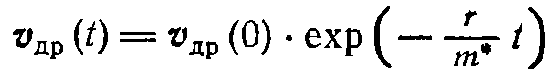 v_др (t) = v_др (0) · exp ( − r/m* t )